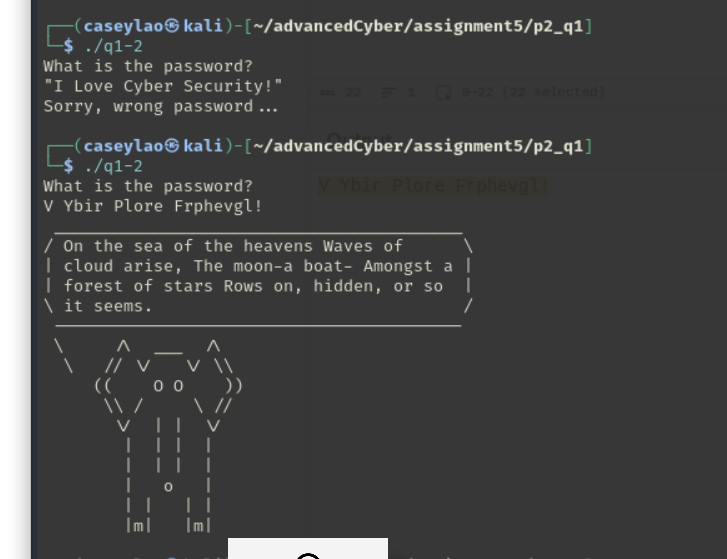 ┌──(caseylao㉿kali)-[~/advancedCyber/assignment5/p2_q1]
└─$ ./q1-2
What is the password?
"I Love Cyber Security!"
Sorry, wrong password...
┌──(caseylao㉿kali)-[~/advancedCyber/assignment5/p2_q1]
└─$ ./q1-2
What is the password?
V Ybir Plore Frphevgl!
/ On the sea of the heavens Waves of \
| cloud arise, The moon-a boat- Amongst a |
| forest of stars Rows on, hidden, or so |
\ it seems. /
22 1 0→22 (22 selected)
Output
V Ybir Plore Frphevgl!